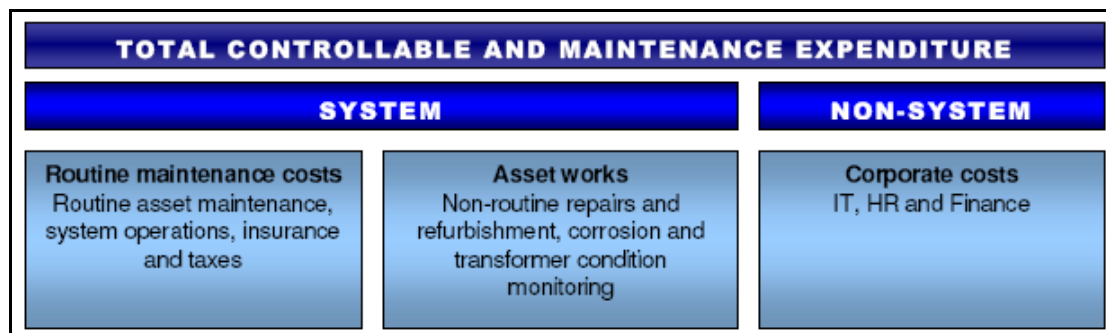 TOTAL CONTROLLABLE AND MAINTENANCE EXPENDITURE
SYSTEM
NON-SYSTEM
Routine maintenance costs
Routine asset maintenance,
system operations, insurance
and taxes
Asset works
Non-routine repairs and
refurbishment, corrosion and
transformer condition
monitoring
Corporate costs
IT, HR and Finance